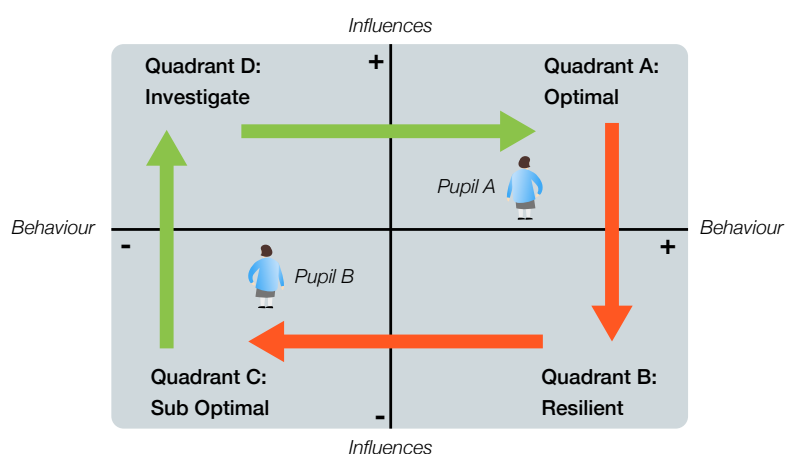 Influences
Quadrant D:
Investigate
+
Quadrant A:
Optimal
Pupil A
Behaviour
-
+
Behaviour
Pupil B
Quadrant C:
Sub Optimal
-
Quadrant B:
Resilient
Influences